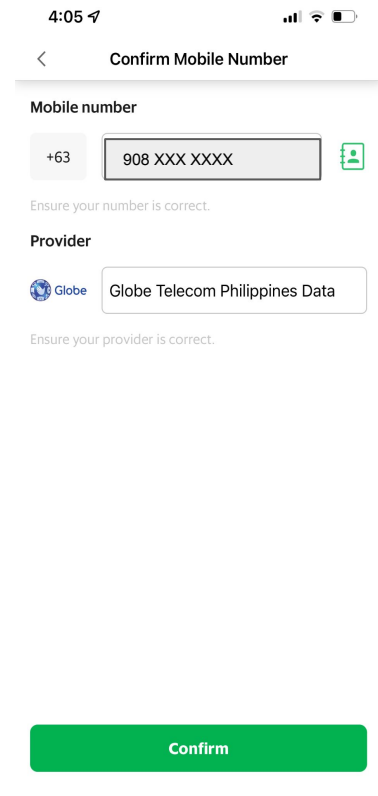 4:05
Confirm Mobile Number
Mobile number
+63
908 XXX XXXX
Ensure your number is correct.
Provider
Globe
Globe Telecom Philippines Data
Ensure your provider is correct.
Confirm